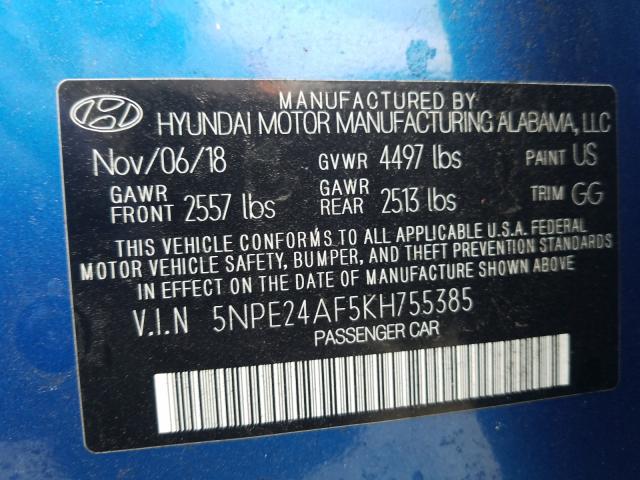 MANUFACTURED BY
HYUNDAI MOTOR MANUFACTURING ALABAMA, LLC
Nov/06/18 GVWR 4497 lbs PAINT US
GAWR FRONT 2557 lbs GAWR REAR 2513 lbs TRIM GG
THIS VEHICLE CONFORMS TO ALL APPLICABLE U.S.A. FEDERAL
MOTOR VEHICLE SAFETY, BUMPER, AND THEFT PREVENTION STANDARDS
IN EFFECT ON THE DATE OF MANUFACTURE SHOWN ABOVE.
V.I.N 5NPE24AF5KH755385
PASSENGER CAR